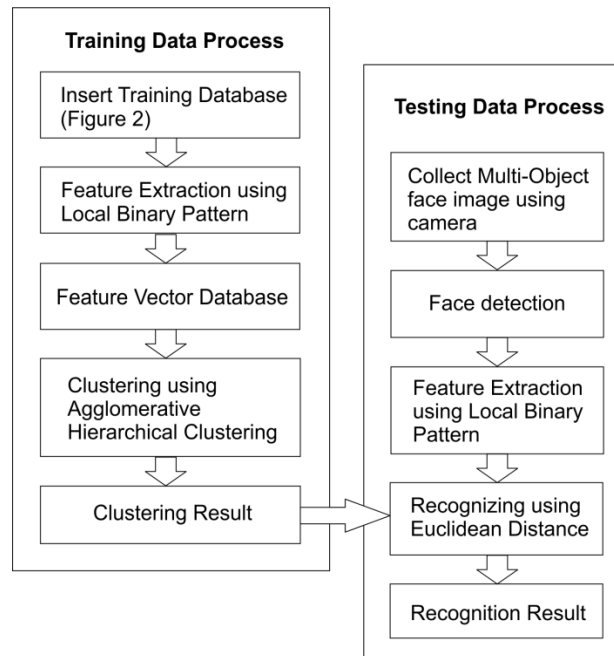 Training Data Process
Insert Training Database
(Figure 2)
Feature Extraction using
Local Binary Pattern
Feature Vector Database
Clustering using
Agglomerative
Hierarchical Clustering
Clustering Result
Testing Data Process
Collect Multi-Object
face image using
camera
Face detection
Feature Extraction
using Local Binary
Pattern
Recognizing using
Euclidean Distance
Recognition Result